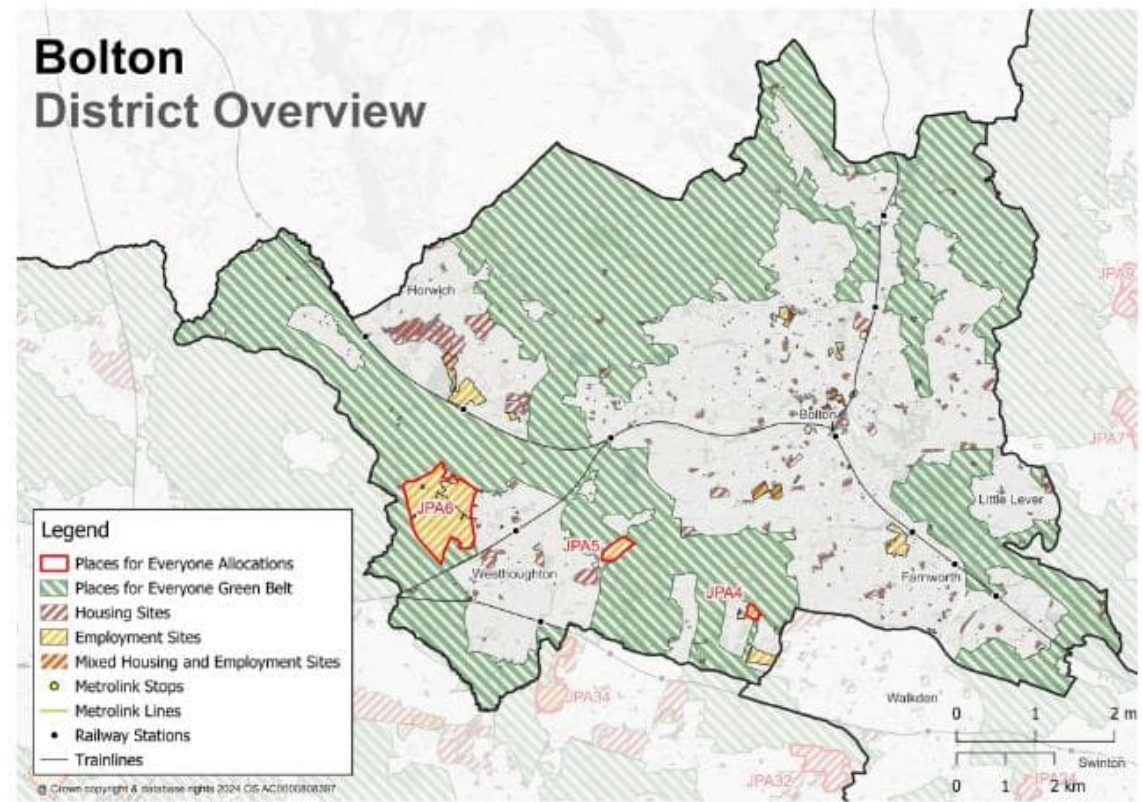 Bolton
District Overview
Horwich
JPA9
Bolton
JPA7
JPA6
Little Lever
JPA5
Westhoughton
Farnworth
JPA4
JPA34
Walkden
JPA32
Swinton
0 1 2 m
0 1 2 km
Legend
Places for Everyone Allocations
Places for Everyone Green Belt
Housing Sites
Employment Sites
Mixed Housing and Employment Sites
Metrolink Stops
Metrolink Lines
Railway Stations
Trainlines
© Crown copyright & database rights 2024 OS